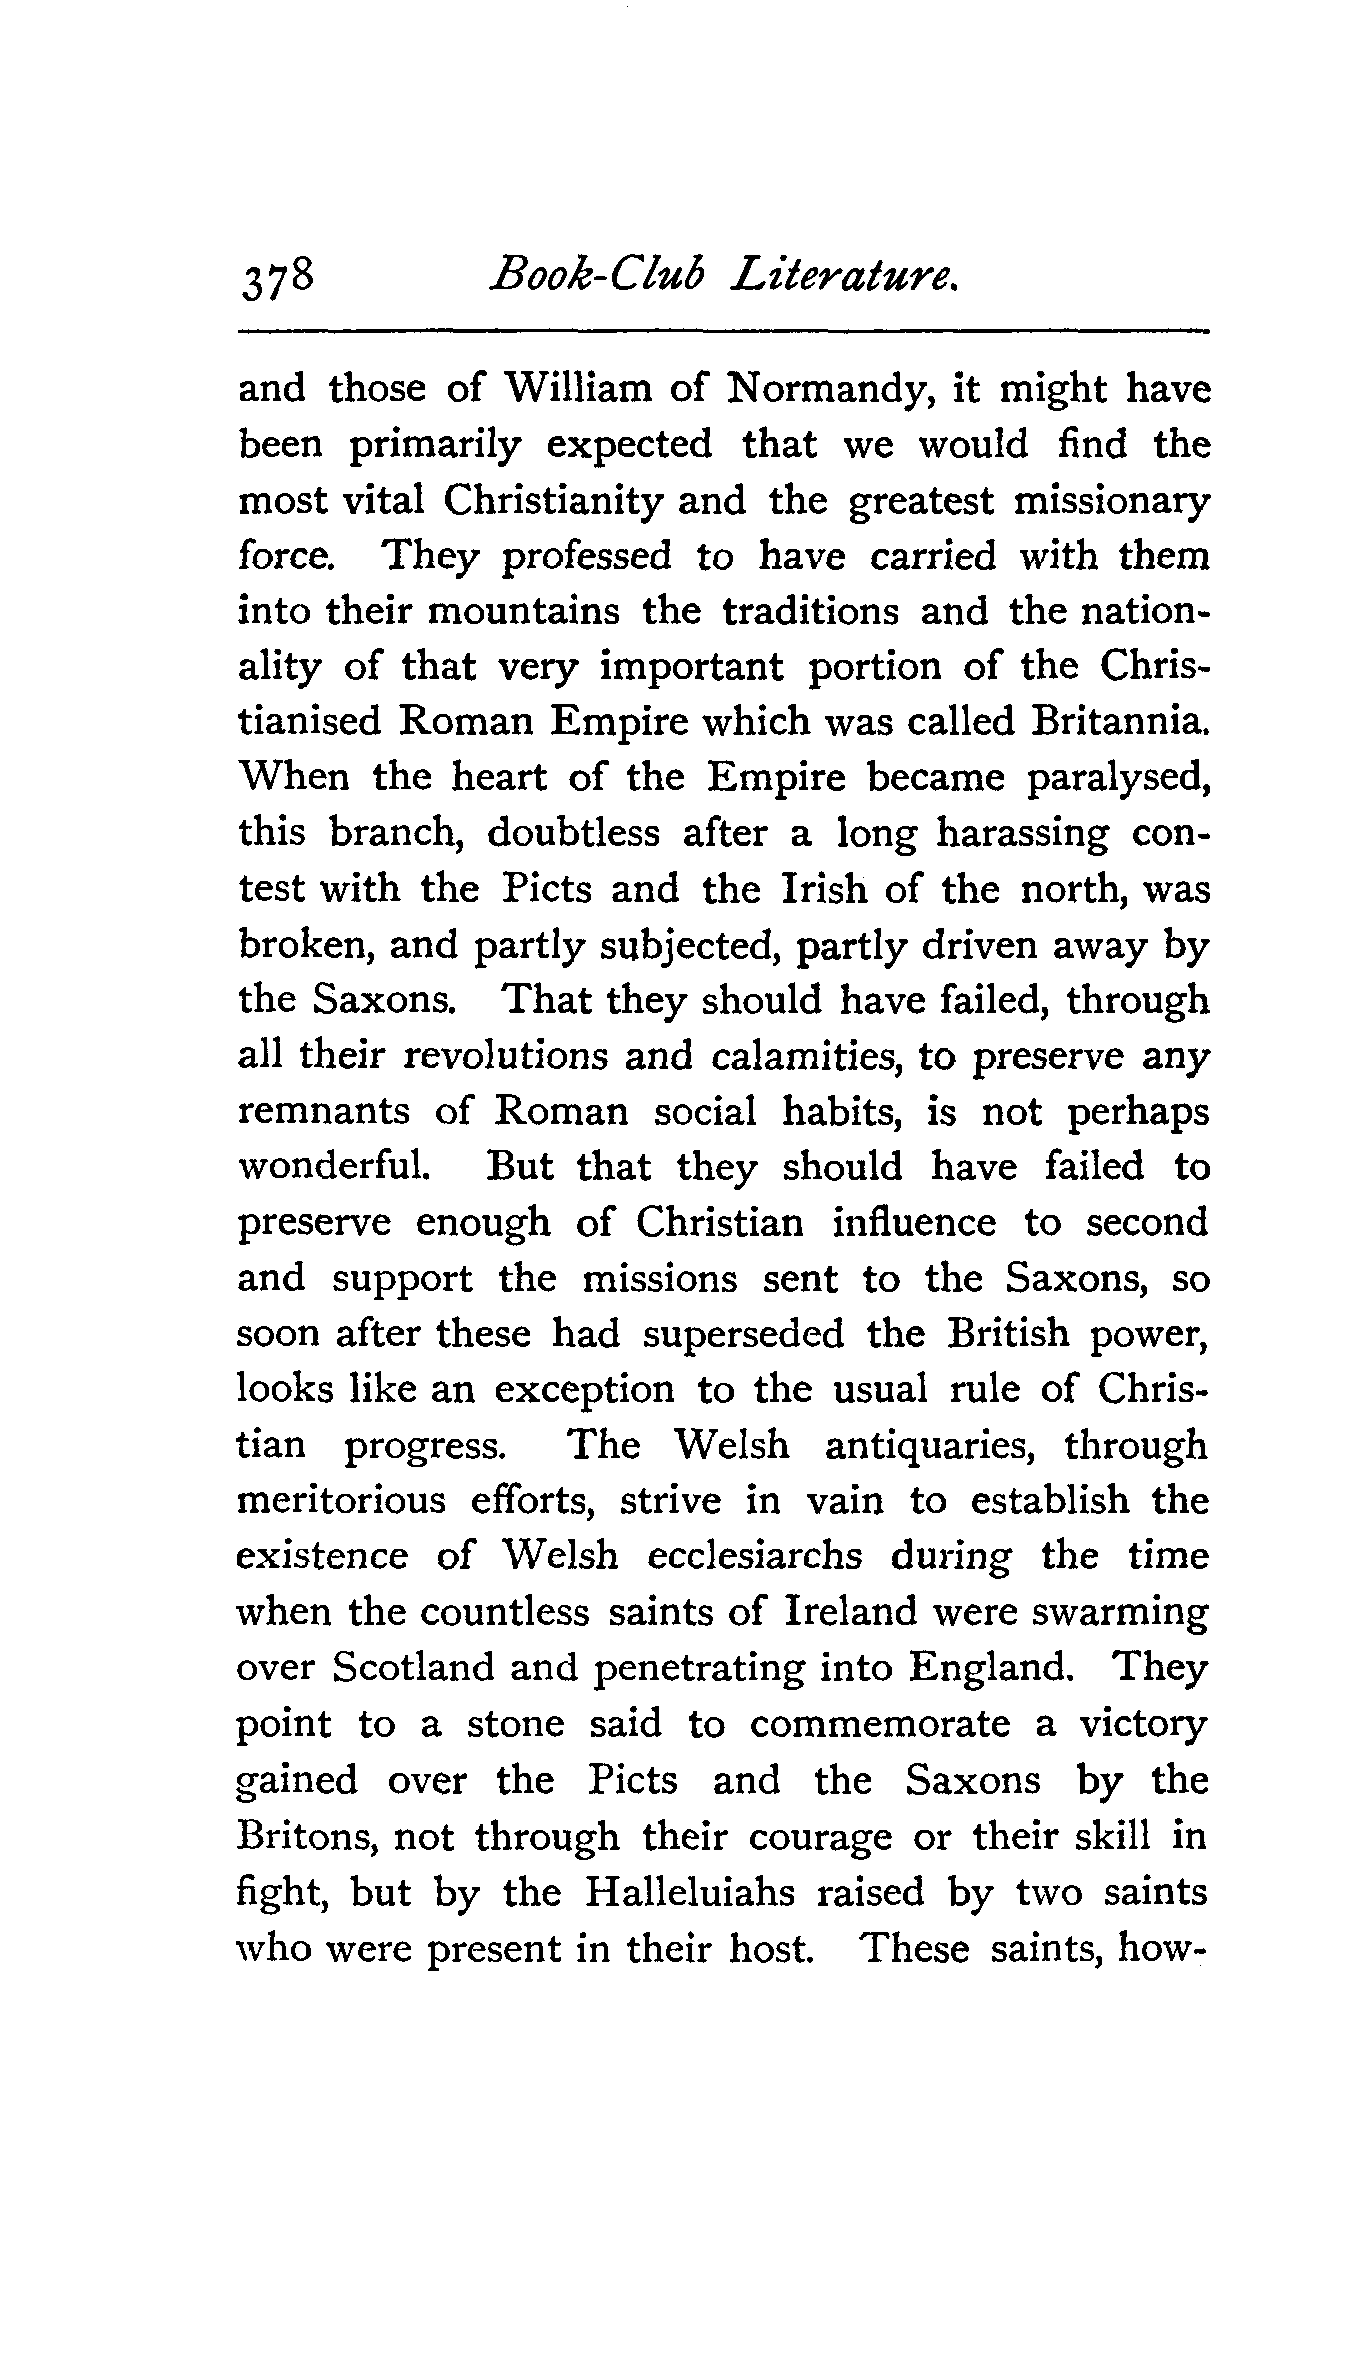 378 Book-Club Literature.
and those of William of Normandy, it might have
been primarily expected that we would find the
most vital Christianity and the greatest missionary
force. They professed to have carried with them
into their mountains the traditions and the nation-
ality of that very important portion of the Chris-
tianised Roman Empire which was called Britannia.
When the heart of the Empire became paralysed,
this branch, doubtless after a long harassing con-
test with the Picts and the Irish of the north, was
broken, and partly subjected, partly driven away by
the Saxons. That they should have failed, through
all their revolutions and calamities, to preserve any
remnants of Roman social habits, is not perhaps
wonderful. But that they should have failed to
preserve enough of Christian influence to second
and support the missions sent to the Saxons, so
soon after these had superseded the British power,
looks like an exception to the usual rule of Chris-
tian progress. The Welsh antiquaries, through
meritorious efforts, strive in vain to establish the
existence of Welsh ecclesiarchs during the time
when the countless saints of Ireland were swarming
over Scotland and penetrating into England. They
point to a stone said to commemorate a victory
gained over the Picts and the Saxons by the
Britons, not through their courage or their skill in
fight, but by the Halleluiahs raised by two saints
who were present in their host. These saints, how-